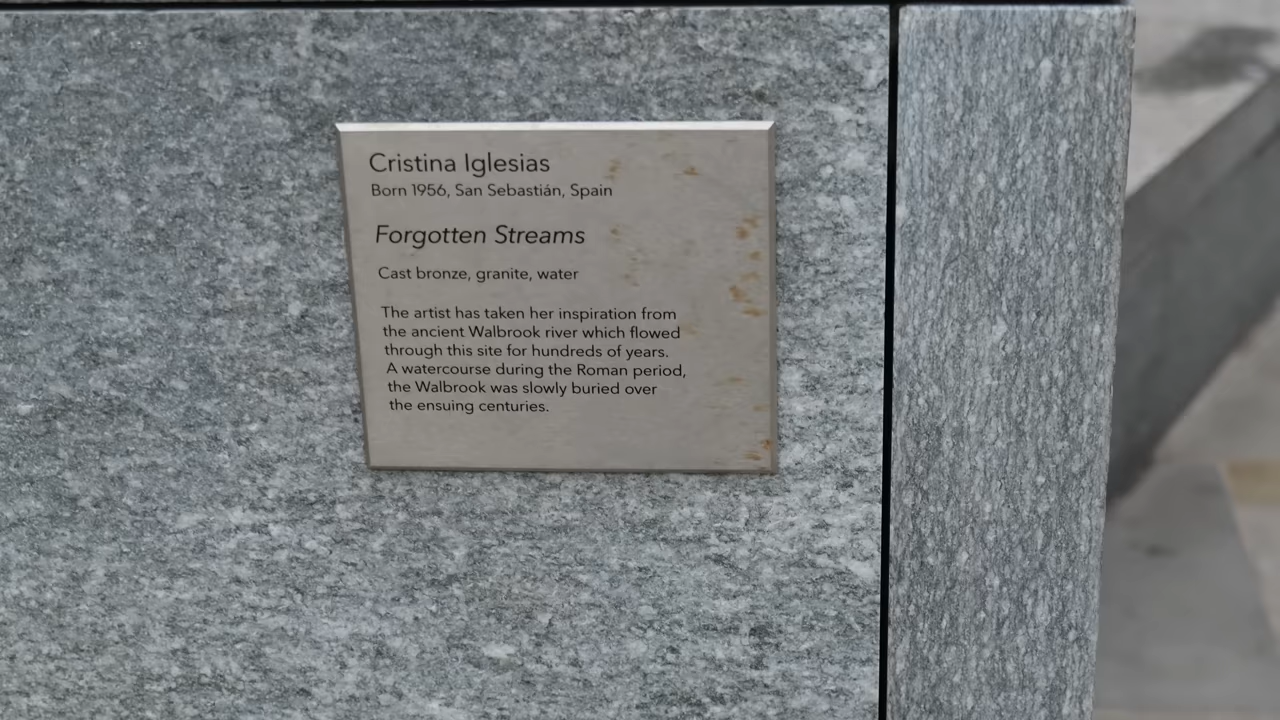 Cristina Iglesias
Born 1956, San Sebastián, Spain
Forgotten Streams
Cast bronze, granite, water
The artist has taken her inspiration from
the ancient Walbrook river which flowed
through this site for hundreds of years.
A watercourse during the Roman period,
the Walbrook was slowly buried over
the ensuing centuries.